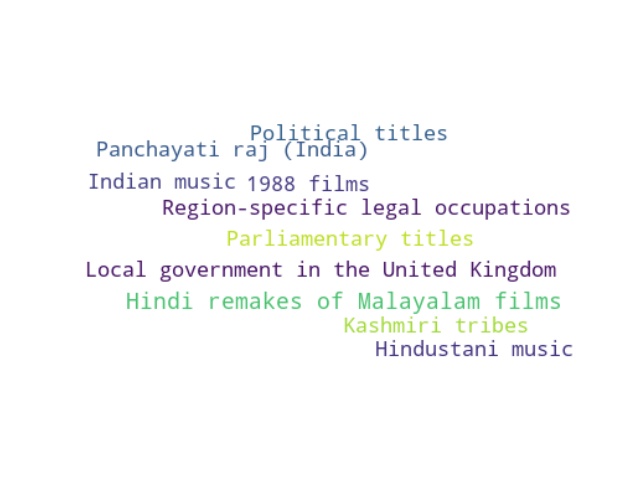 Political titles
Panchayati raj (India)
Indian music
1988 films
Region-specific legal occupations
Parliamentary titles
Local government in the United Kingdom
Hindi remakes of Malayalam films
Kashmiri tribes
Hindustani music